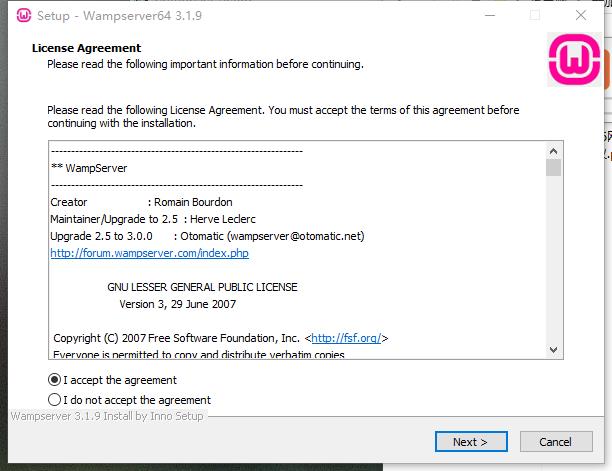 Setup - Wampserver64 3.1.9
License Agreement
Please read the following important information before continuing.
Please read the following License Agreement. You must accept the terms of this agreement before
continuing with the installation.
------------------------------------------------------------
** WampServer
------------------------------------------------------------
Creator : Romain Bourdon
Maintainer/Upgrade to 2.5 : Herve Leclerc
Upgrade 2.5 to 3.0.0 : Otomatic (wampserver@otomatic.net)
http://forum.wampserver.com/index.php
GNU LESSER GENERAL PUBLIC LICENSE
Version 3, 29 June 2007
Copyright (C) 2007 Free Software Foundation, Inc. <http://fsf.org/>
Everyone is permitted to copy and distribute verbatim copies
I accept the agreement
I do not accept the agreement
Wampserver 3.1.9 Install by Inno Setup
Next >
Cancel